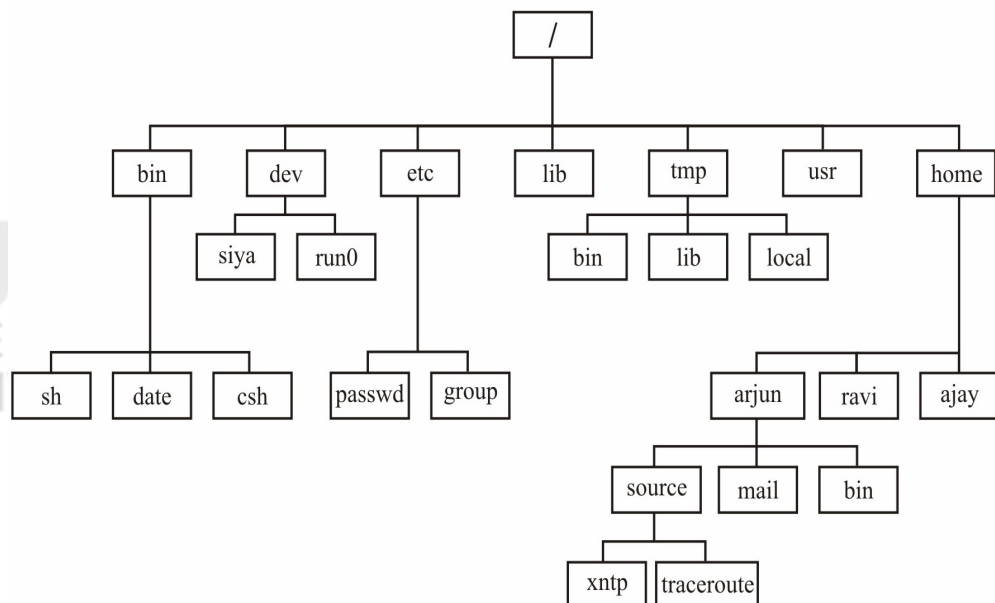 /
bin dev etc lib tmp usr home
siya run0 bin lib local
sh date csh passwd group arjun ravi ajay
source mail bin
xntp traceroute